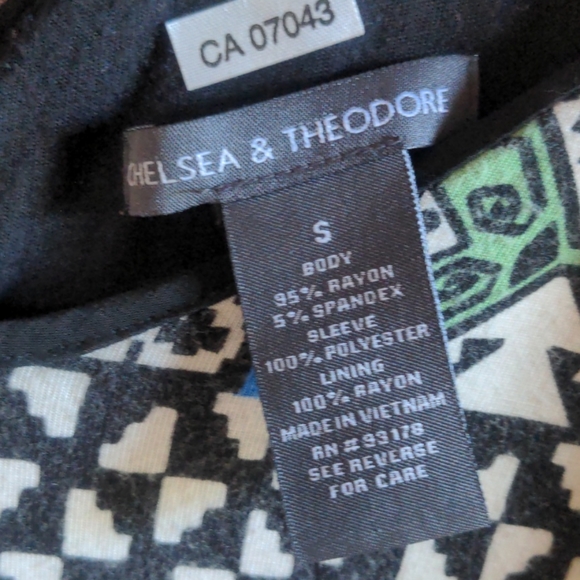 CA 07043
CHELSEA & THEODORE
S
BODY
95% RAYON
5% SPANDEX
SLEEVE
100% POLYESTER
LINING
100% RAYON
MADE IN VIETNAM
RN # 93178
SEE REVERSE
FOR CARE